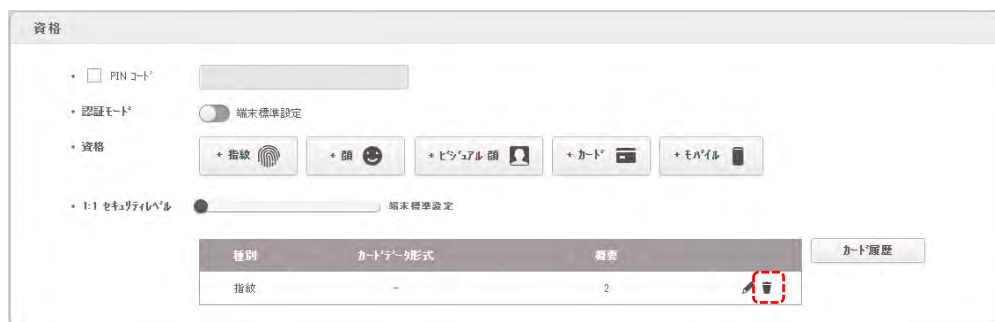 資格
・ PINｺｰﾄﾞ
・ 認証ﾓｰﾄﾞ 端末標準設定
・ 資格 + 指紋 + 顔 + ﾋﾞｼﾞｭｱﾙ 顔 + ｶｰﾄﾞ + ﾓﾊﾞｲﾙ
・ 1:1 ｾｷｭﾘﾃｨﾚﾍﾞﾙ 端末標準設定
種別 ｶｰﾄﾞﾃﾞｰﾀ形式 概要 ｶｰﾄﾞ履歴
指紋 - 2